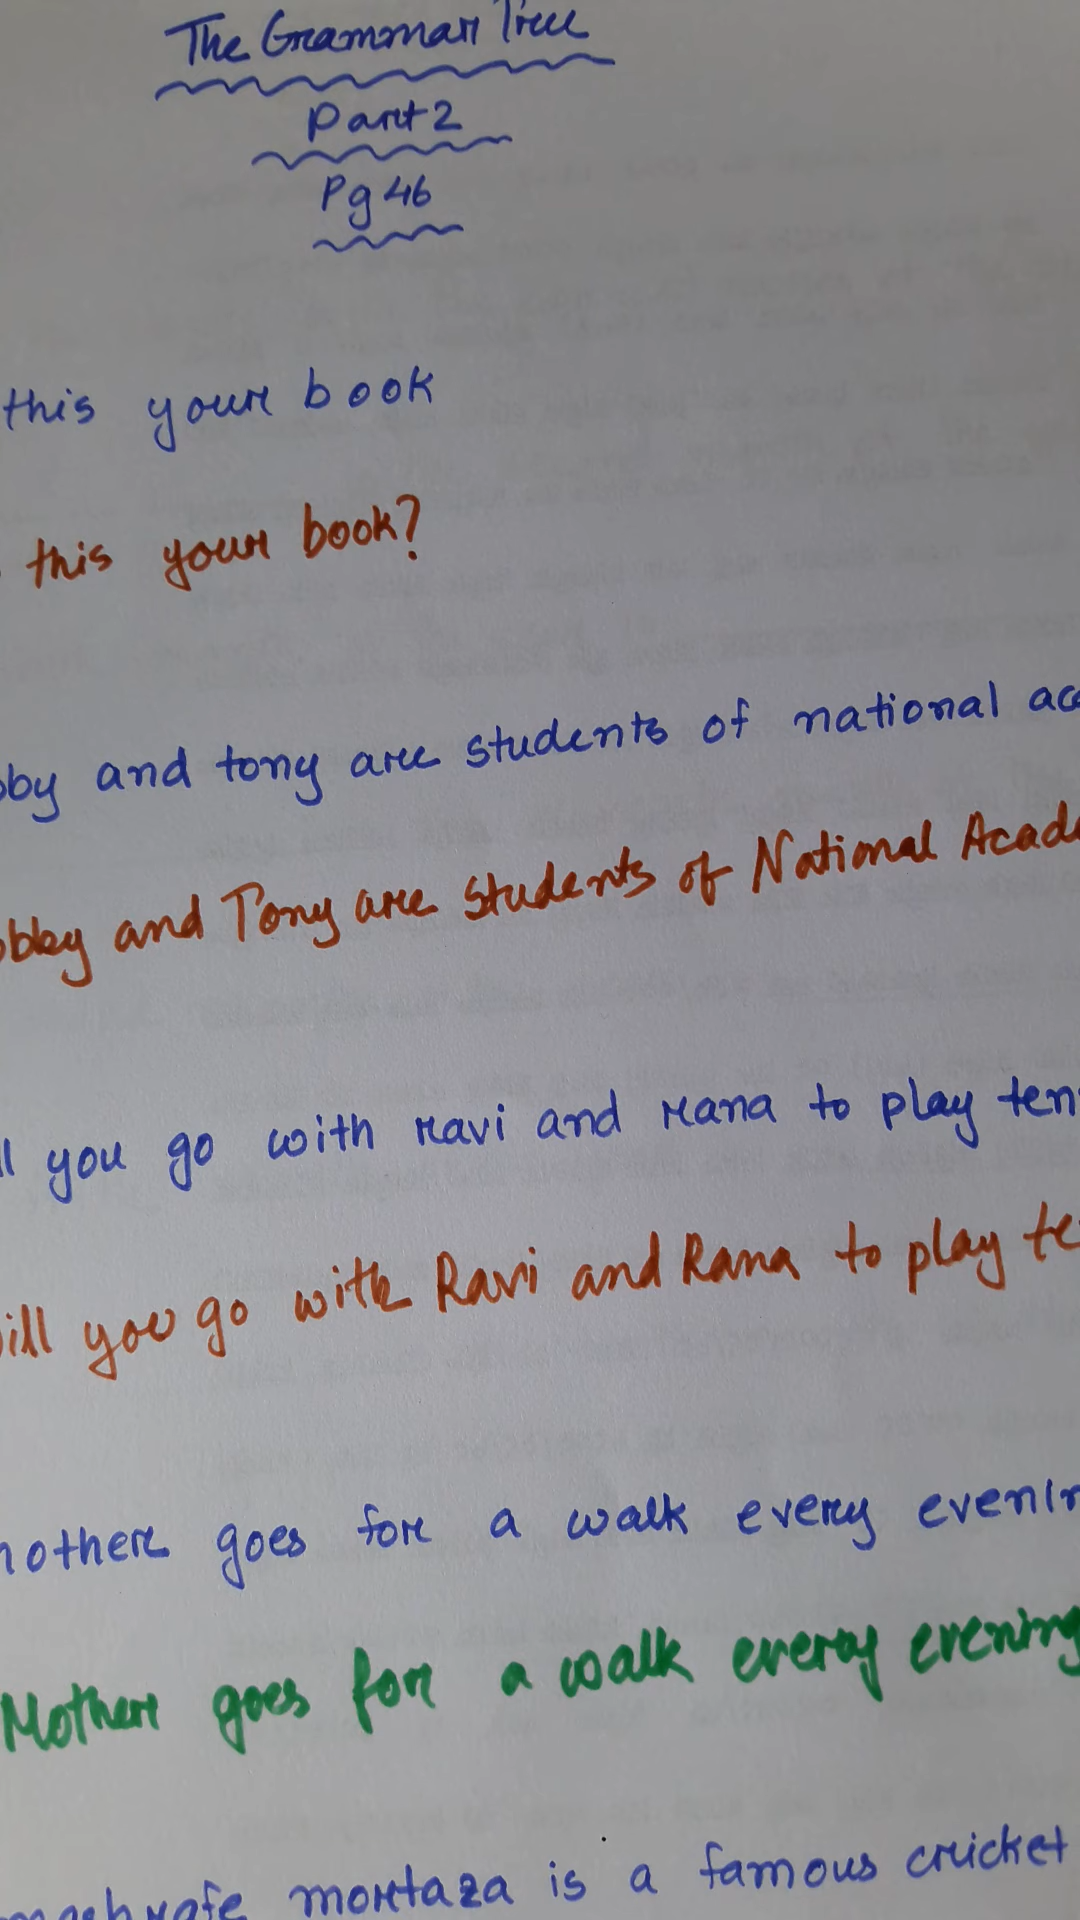 The Grammar Tree
Part 2
Pg 46
this your book
this your book?
and tony are students of national
and Tony are students of National
you go with ravi and rana to play
you go with Ravi and Rana to play
goes for a walk every
Mother goes for a walk every evening
mortaza is a famous cricket